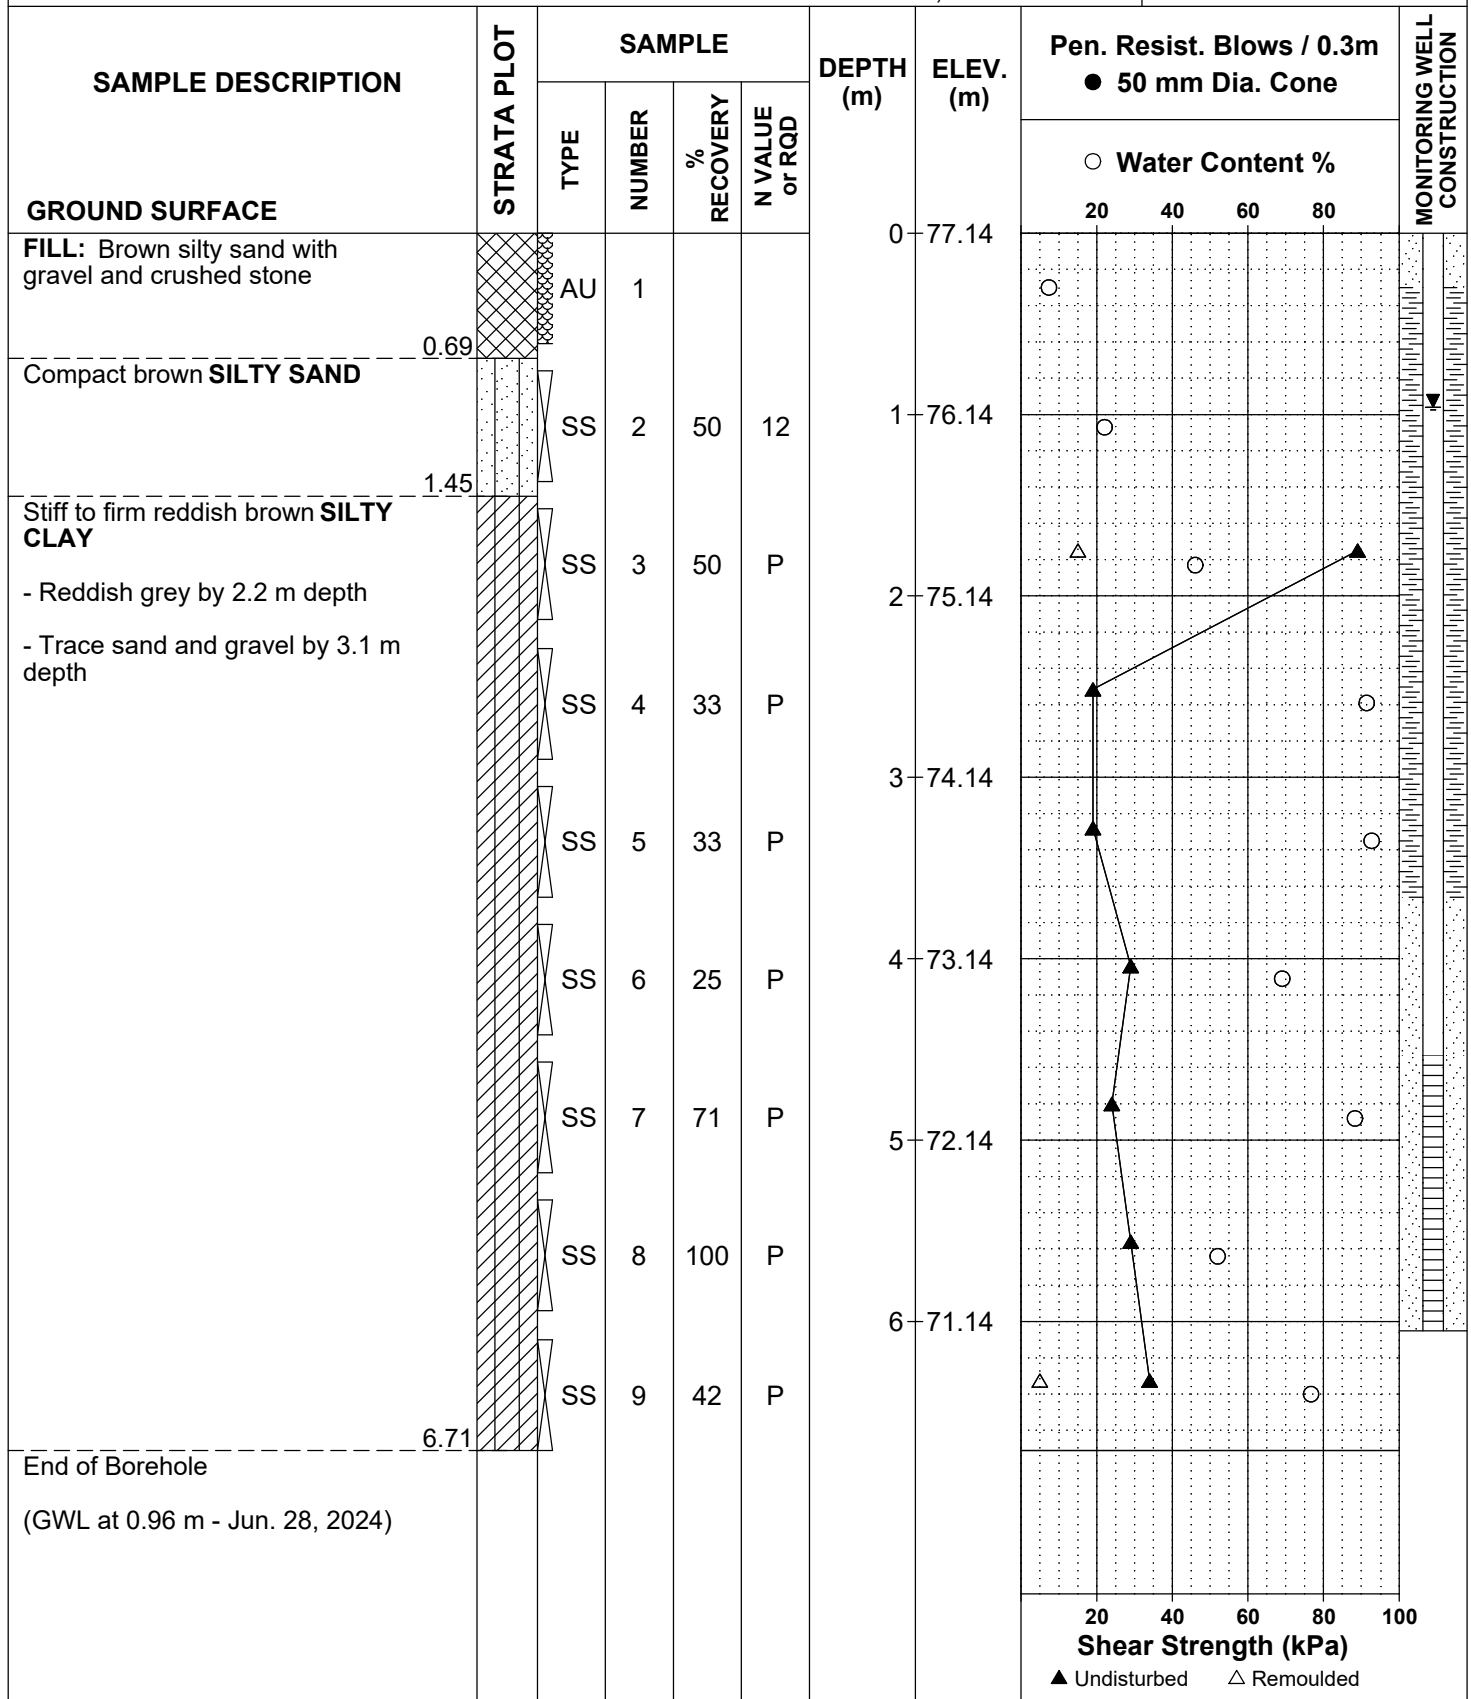 SAMPLE DESCRIPTION
GROUND SURFACE
STRATA PLOT
SAMPLE
TYPE
NUMBER
%
RECOVERY
N VALUE
or RQD
DEPTH
(m)
ELEV.
(m)
Pen. Resist. Blows / 0.3m
● 50 mm Dia. Cone
○ Water Content %
20 40 60 80
MONITORING WELL
CONSTRUCTION
0 77.14
FILL: Brown silty sand with
gravel and crushed stone
AU 1
0.69
Compact brown SILTY SAND
1 76.14
SS 2 50 12
1.45
Stiff to firm reddish brown SILTY
CLAY
SS 3 50 P
- Reddish grey by 2.2 m depth
2 75.14
- Trace sand and gravel by 3.1 m
depth
SS 4 33 P
3 74.14
SS 5 33 P
4 73.14
SS 6 25 P
SS 7 71 P
5 72.14
SS 8 100 P
6 71.14
SS 9 42 P
6.71
End of Borehole
(GWL at 0.96 m - Jun. 28, 2024)
20 40 60 80 100
Shear Strength (kPa)
▲ Undisturbed △ Remoulded